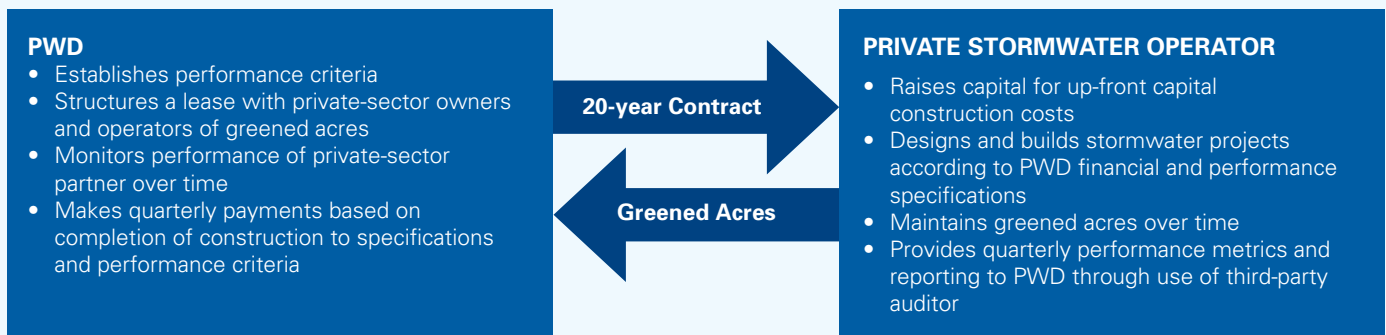 PWD
• Establishes performance criteria
• Structures a lease with private-sector owners
and operators of greened acres
• Monitors performance of private-sector
partner over time
• Makes quarterly payments based on
completion of construction to specifications
and performance criteria
20-year Contract
Greened Acres
PRIVATE STORMWATER OPERATOR
• Raises capital for up-front capital
construction costs
• Designs and builds stormwater projects
according to PWD financial and performance
specifications
• Maintains greened acres over time
• Provides quarterly performance metrics and
reporting to PWD through use of third-party
auditor